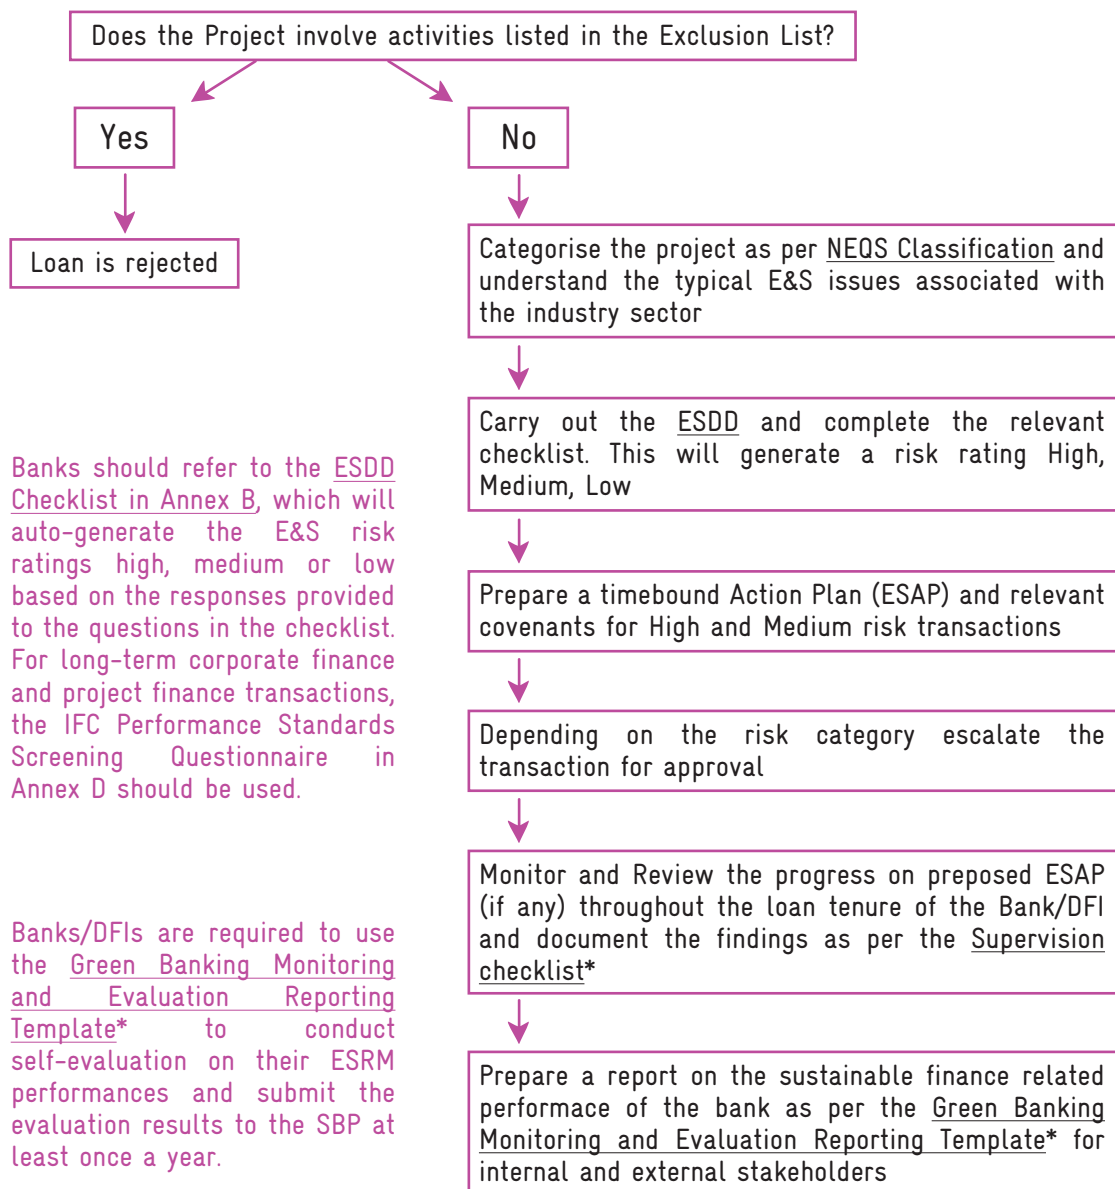 Does the Project involve activities listed in the Exclusion List?
Yes
No
Loan is rejected
Categorise the project as per NEQS Classification and
understand the typical E&S issues associated with
the industry sector
Carry out the ESDD and complete the relevant
checklist. This will generate a risk rating High,
Medium, Low
Banks should refer to the ESDD
Checklist in Annex B, which will
auto-generate the E&S risk
ratings high, medium or low
based on the responses provided
to the questions in the checklist.
For long-term corporate finance
and project finance transactions,
the IFC Performance Standards
Screening Questionnaire in
Annex D should be used.
Prepare a timebound Action Plan (ESAP) and relevant
covenants for High and Medium risk transactions
Depending on the risk category escalate the
transaction for approval
Monitor and Review the progress on preposed ESAP
(if any) throughout the loan tenure of the Bank/DFI
and document the findings as per the Supervision
checklist*
Banks/DFIs are required to use
the Green Banking Monitoring
and Evaluation Reporting
Template* to conduct
self-evaluation on their ESRM
performances and submit the
evaluation results to the SBP at
least once a year.
Prepare a report on the sustainable finance related
performace of the bank as per the Green Banking
Monitoring and Evaluation Reporting Template* for
internal and external stakeholders